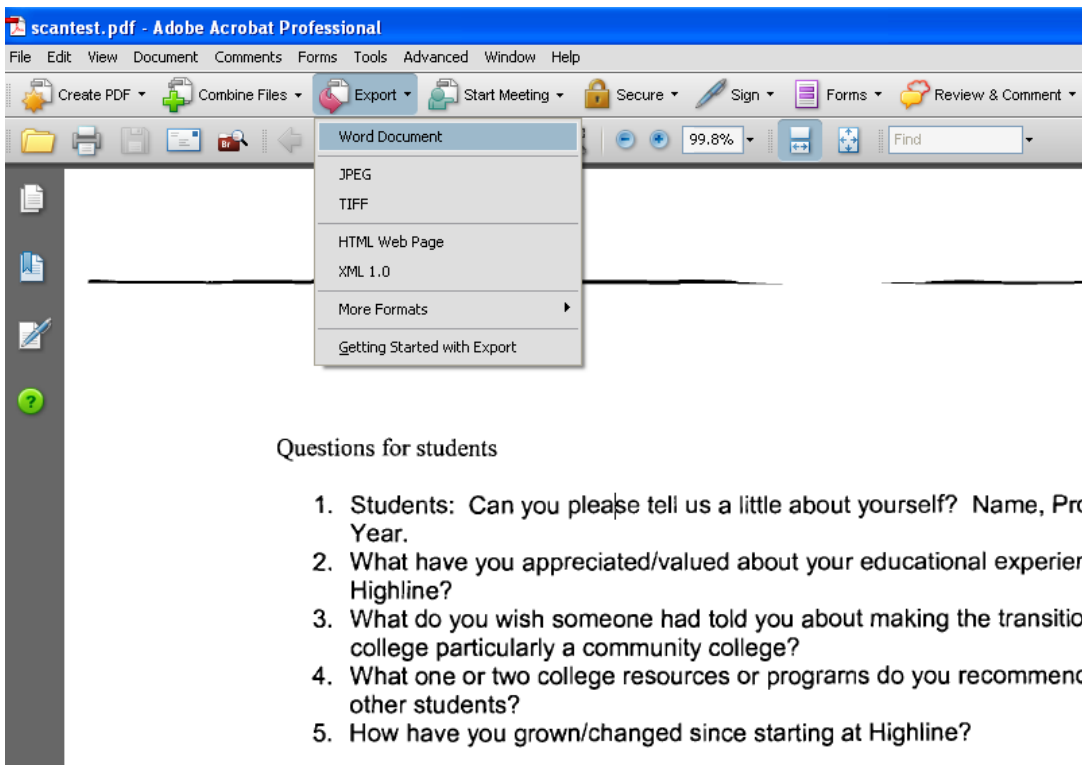 scantest.pdf - Adobe Acrobat Professional
File Edit View Document Comments Forms Tools Advanced Window Help
Create PDF Combine Files Export Start Meeting Secure Sign Forms Review & Comment
99.8% Find
Word Document
JPEG
TIFF
HTML Web Page
XML 1.0
More Formats
Getting Started with Export
Questions for students
1. Students: Can you please tell us a little about yourself? Name, Pro
Year.
2. What have you appreciated/valued about your educational experien
Highline?
3. What do you wish someone had told you about making the transitio
college particularly a community college?
4. What one or two college resources or programs do you recommend
other students?
5. How have you grown/changed since starting at Highline?